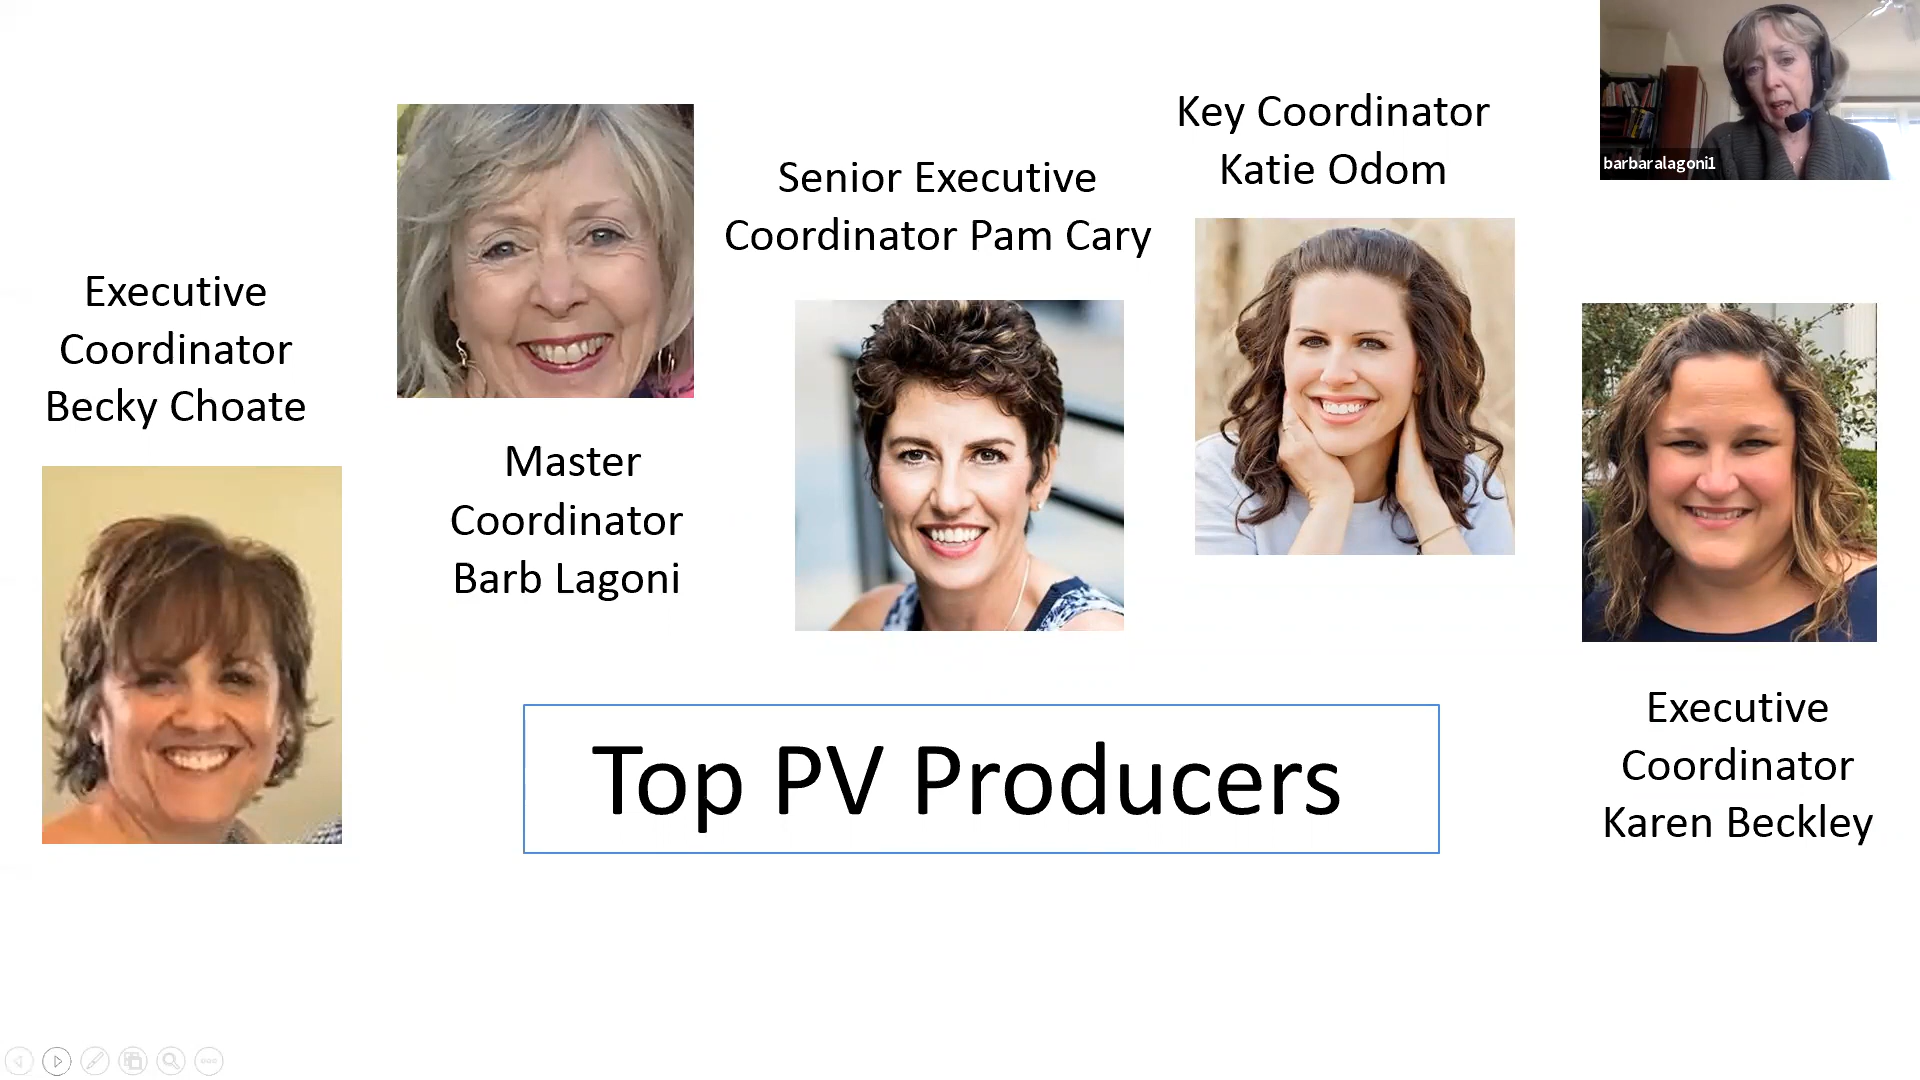 Executive
Coordinator
Becky Choate
Master
Coordinator
Barb Lagoni
Senior Executive
Coordinator Pam Cary
Key Coordinator
Katie Odom
barbaralagoni1
Executive
Coordinator
Karen Beckley
Top PV Producers